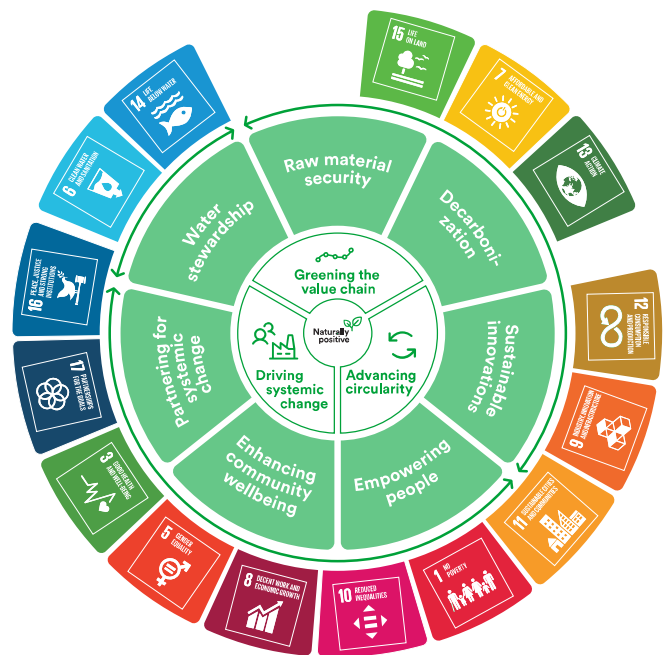 15 LIFE
ON LAND
7 AFFORDABLE AND
CLEAN ENERGY
13 CLIMATE
ACTION
12 RESPONSIBLE
CONSUMPTION
AND PRODUCTION
9 INDUSTRY, INNOVATION
AND INFRASTRUCTURE
11 SUSTAINABLE CITIES
AND COMMUNITIES
1 NO
POVERTY
10 REDUCED
INEQUALITIES
8 DECENT WORK AND
ECONOMIC GROWTH
5 GENDER
EQUALITY
3 GOOD HEALTH
AND WELL-BEING
17 PARTNERSHIPS
FOR THE GOALS
16 PEACE, JUSTICE
AND STRONG
INSTITUTIONS
6 CLEAN WATER
AND SANITATION
14 LIFE
BELOW WATER
Raw material
security
Decarboni-
zation
Sustainable
innovations
Empowering
people
Enhancing
community
wellbeing
Partnering for
systemic
change
Water
stewardship
Greening the
value chain
Advancing
circularity
Driving
systemic
change
Naturally
positive